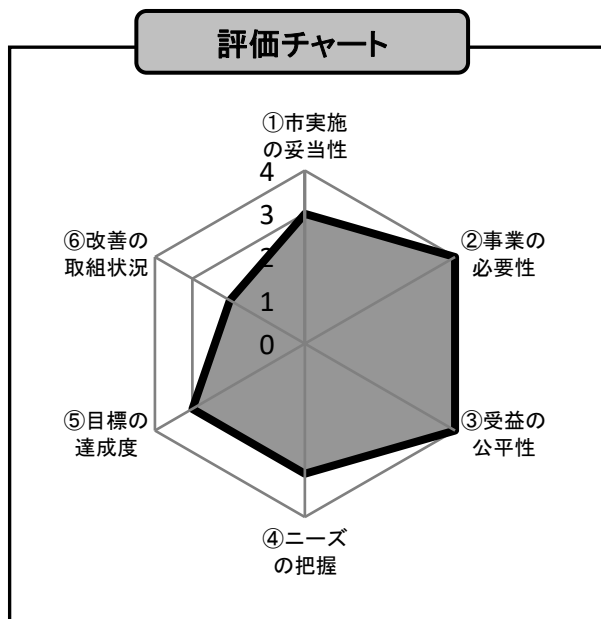 評価チャート
①市実施
の妥当性
4
3
2
1
0
②事業の
必要性
③受益の
公平性
④ニーズ
の把握
⑤目標の
達成度
⑥改善の
取組状況